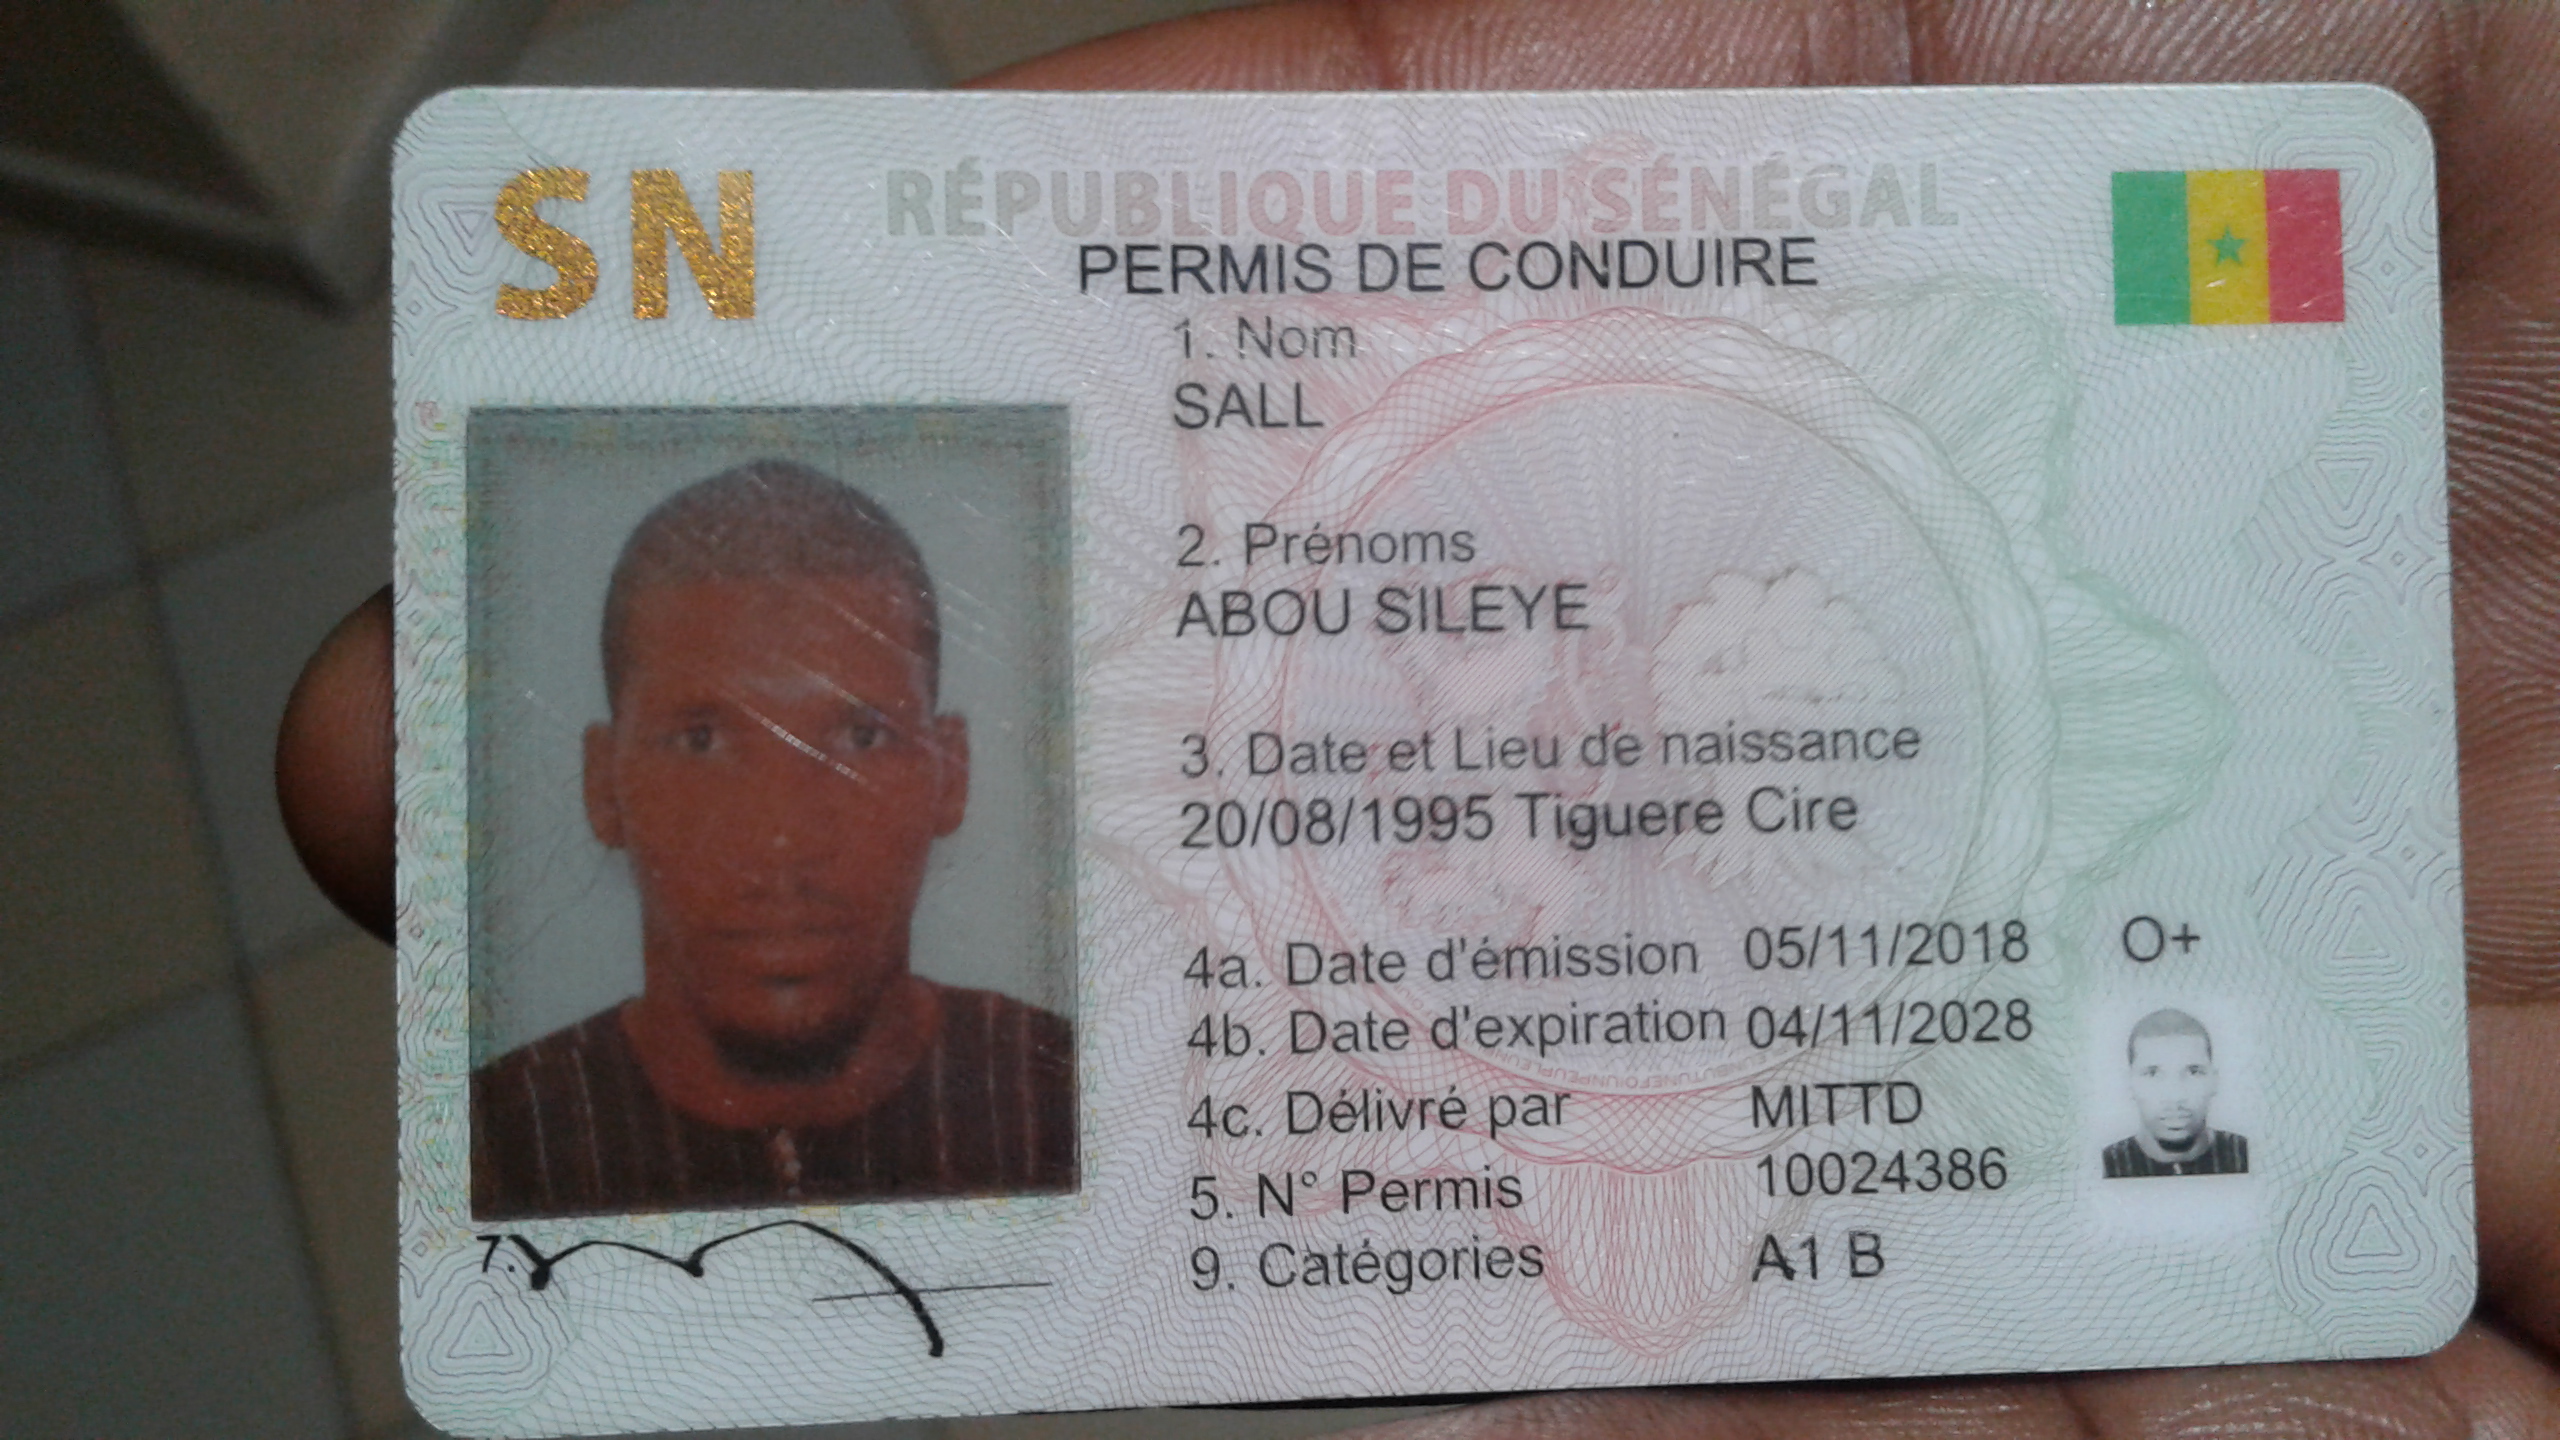 SN
RÉPUBLIQUE DU SÉNÉGAL
PERMIS DE CONDUIRE
1. Nom
SALL
2. Prénoms
ABOU SILEYE
3. Date et Lieu de naissance
20/08/1995 Tiguere Cire
4a. Date d'émission 05/11/2018
O+
4b. Date d'expiration 04/11/2028
4c. Délivré par MITTD
5. N° Permis 10024386
9. Catégories A1 B
7.